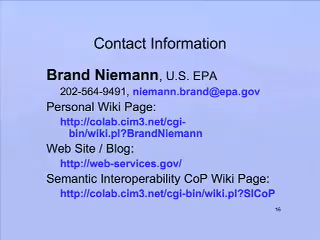 Contact Information
Brand Niemann, U.S. EPA
202-564-9491, niemann.brand@epa.gov
Personal Wiki Page:
http://colab.cim3.net/cgi-
bin/wiki.pl?BrandNiemann
Web Site / Blog:
http://web-services.gov/
Semantic Interoperability CoP Wiki Page:
http://colab.cim3.net/cgi-bin/wiki.pl?SICoP